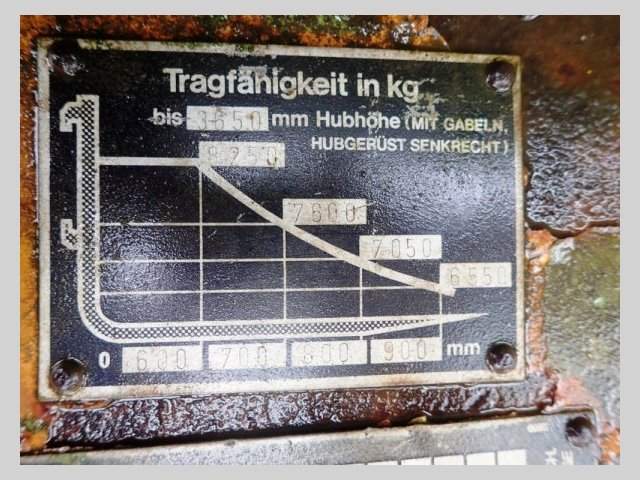 Tragfähigkeit in kg
bis 3650 mm Hubhöhe (MIT GABELN,
HUBGERÜST SENKRECHT)
8250
7600
7050
6550
0 600 700 800 900 mm